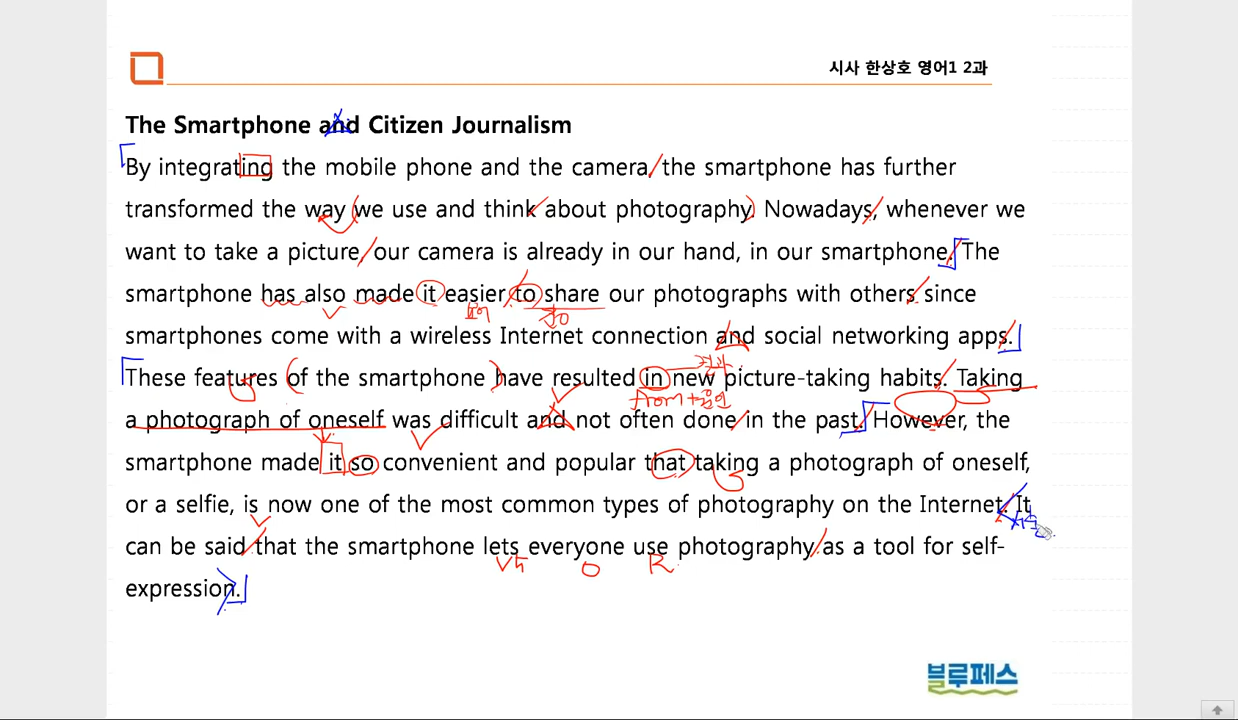 시사 한상호 영어1 2과
The Smartphone and Citizen Journalism
By integrating the mobile phone and the camera, the smartphone has further
transformed the way we use and think about photography. Nowadays, whenever we
want to take a picture, our camera is already in our hand, in our smartphone. The
smartphone has also made it easier to share our photographs with others since
smartphones come with a wireless Internet connection and social networking apps.
결과
These features of the smartphone have resulted in new picture-taking habits. Taking
from+원인
a photograph of oneself was difficult and not often done in the past. However, the
smartphone made it so convenient and popular that taking a photograph of oneself,
or a selfie, is now one of the most common types of photography on the Internet. It
can be said that the smartphone lets everyone use photography as a tool for self-
O R
expression.
블루페스